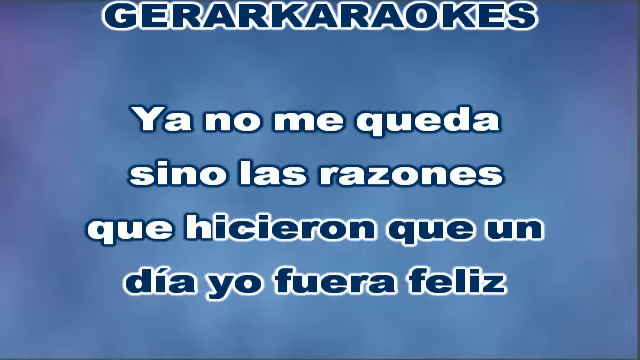 GERARKARAOKES
Ya no me queda
sino las razones
que hicieron que un
día yo fuera feliz